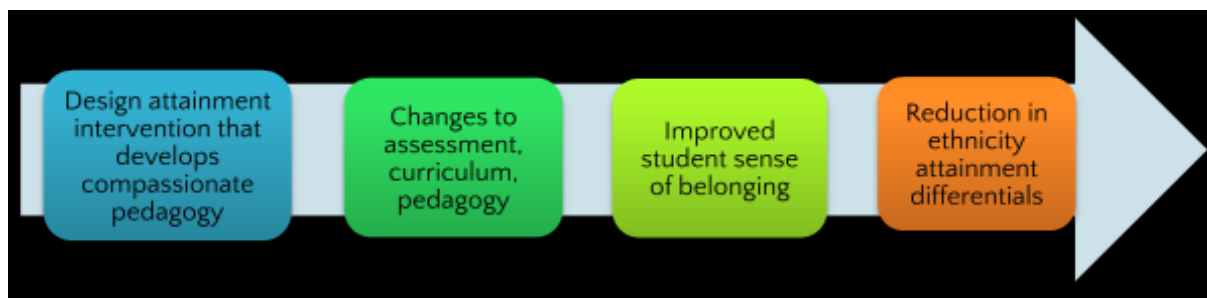 Design attainment
intervention that
develops
compassionate
pedagogy
Changes to
assessment,
curriculum,
pedagogy
Improved
student sense
of belonging
Reduction in
ethnicity
attainment
differentials